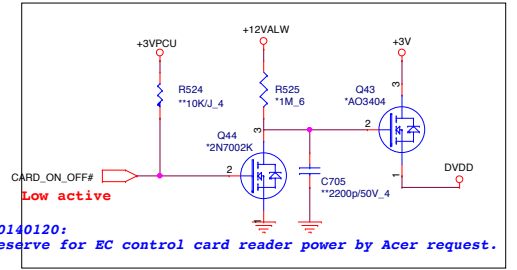 +3VPCU
+12VALW
+3V
R524
**10K/J_4
R525
*1M_6
Q43
*AO3404
3
2
1
Q44
*2N7002K
3
2
1
CARD_ON_OFF#
Low active
C705
**2200p/50V_4
DVDD
0140120:
eserve for EC control card reader power by Acer request.